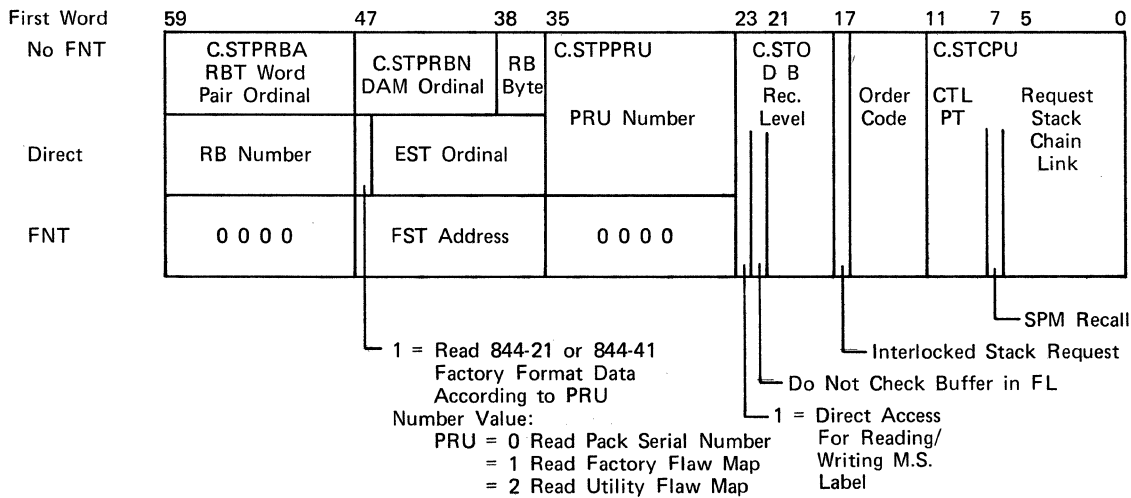 First Word 59 47 38 35 23 21 17 11 7 5 0
No FNT C.STPRBA C.STPRBN RB C.STPPRU C.STO C.STCPU
RBT Word DAM Ordinal Byte D B
Pair Ordinal Rec. Order CTL Request
Level Code PT Stack
PRU Number Chain
Direct RB Number EST Ordinal Link
FNT 0 0 0 0 FST Address 0 0 0 0
SPM Recall
1 = Read 844-21 or 844-41 Interlocked Stack Request
Factory Format Data
According to PRU Do Not Check Buffer in FL
Number Value: 1 = Direct Access
PRU = 0 Read Pack Serial Number For Reading/
= 1 Read Factory Flaw Map Writing M.S.
= 2 Read Utility Flaw Map Label